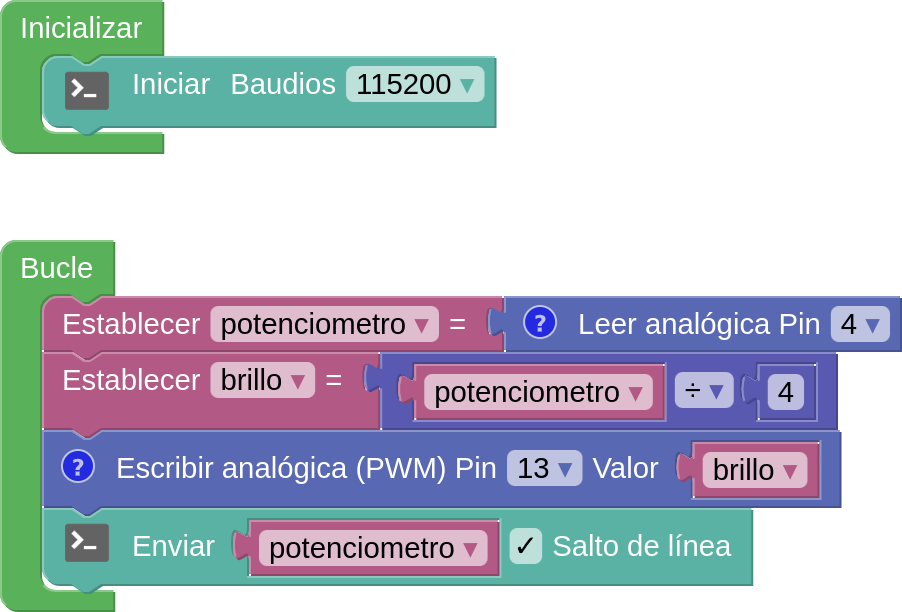 Inicializar
Iniciar Baudios 115200 ▼
Bucle
Establecer potenciometro ▼ = ? Leer analógica Pin 4 ▼
Establecer brillo ▼ = potenciometro ▼ ÷ ▼ 4
? Escribir analógica (PWM) Pin 13 ▼ Valor brillo ▼
Enviar potenciometro ▼ ✓ Salto de línea